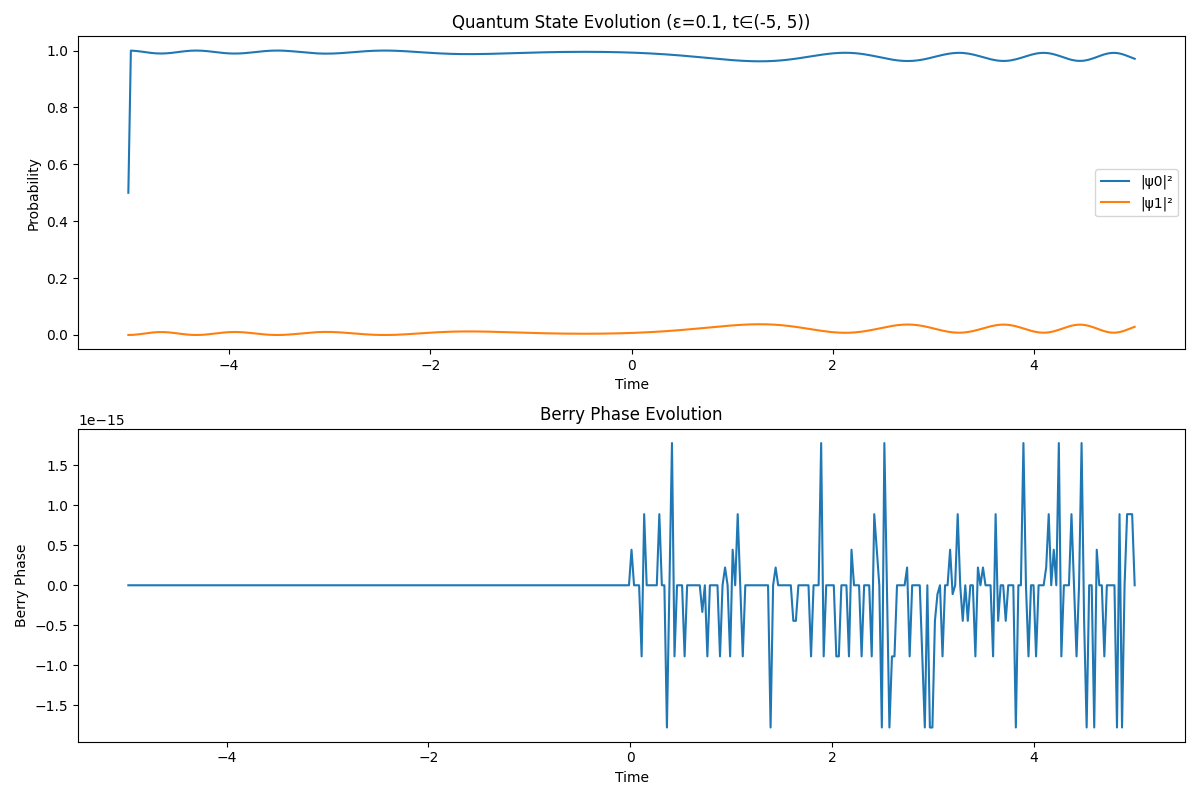 Quantum State Evolution (ε=0.1, t∈(-5, 5))
1.0
0.8
0.6
0.4
0.2
0.0
Probability
|ψ0|²
|ψ1|²
−4
−2
0
2
4
Time
Berry Phase Evolution
1e−15
1.5
1.0
0.5
0.0
−0.5
−1.0
−1.5
Berry Phase
−4
−2
0
2
4
Time